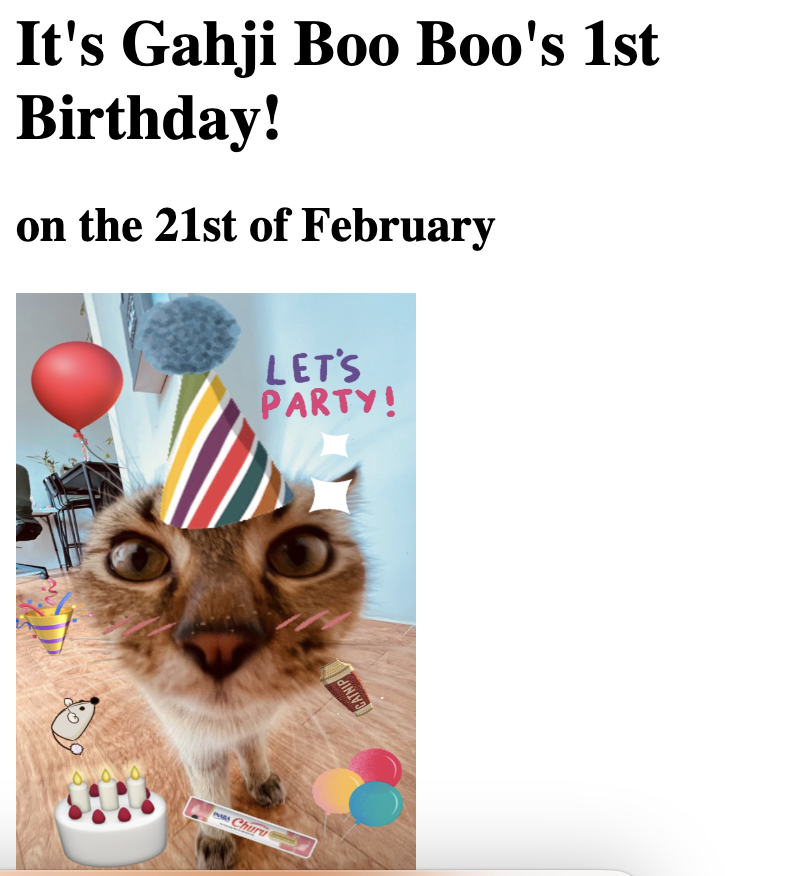 It's Gahji Boo Boo's 1st
Birthday!
on the 21st of February
LET'S
PARTY!
CATNIP
INABA
Churu